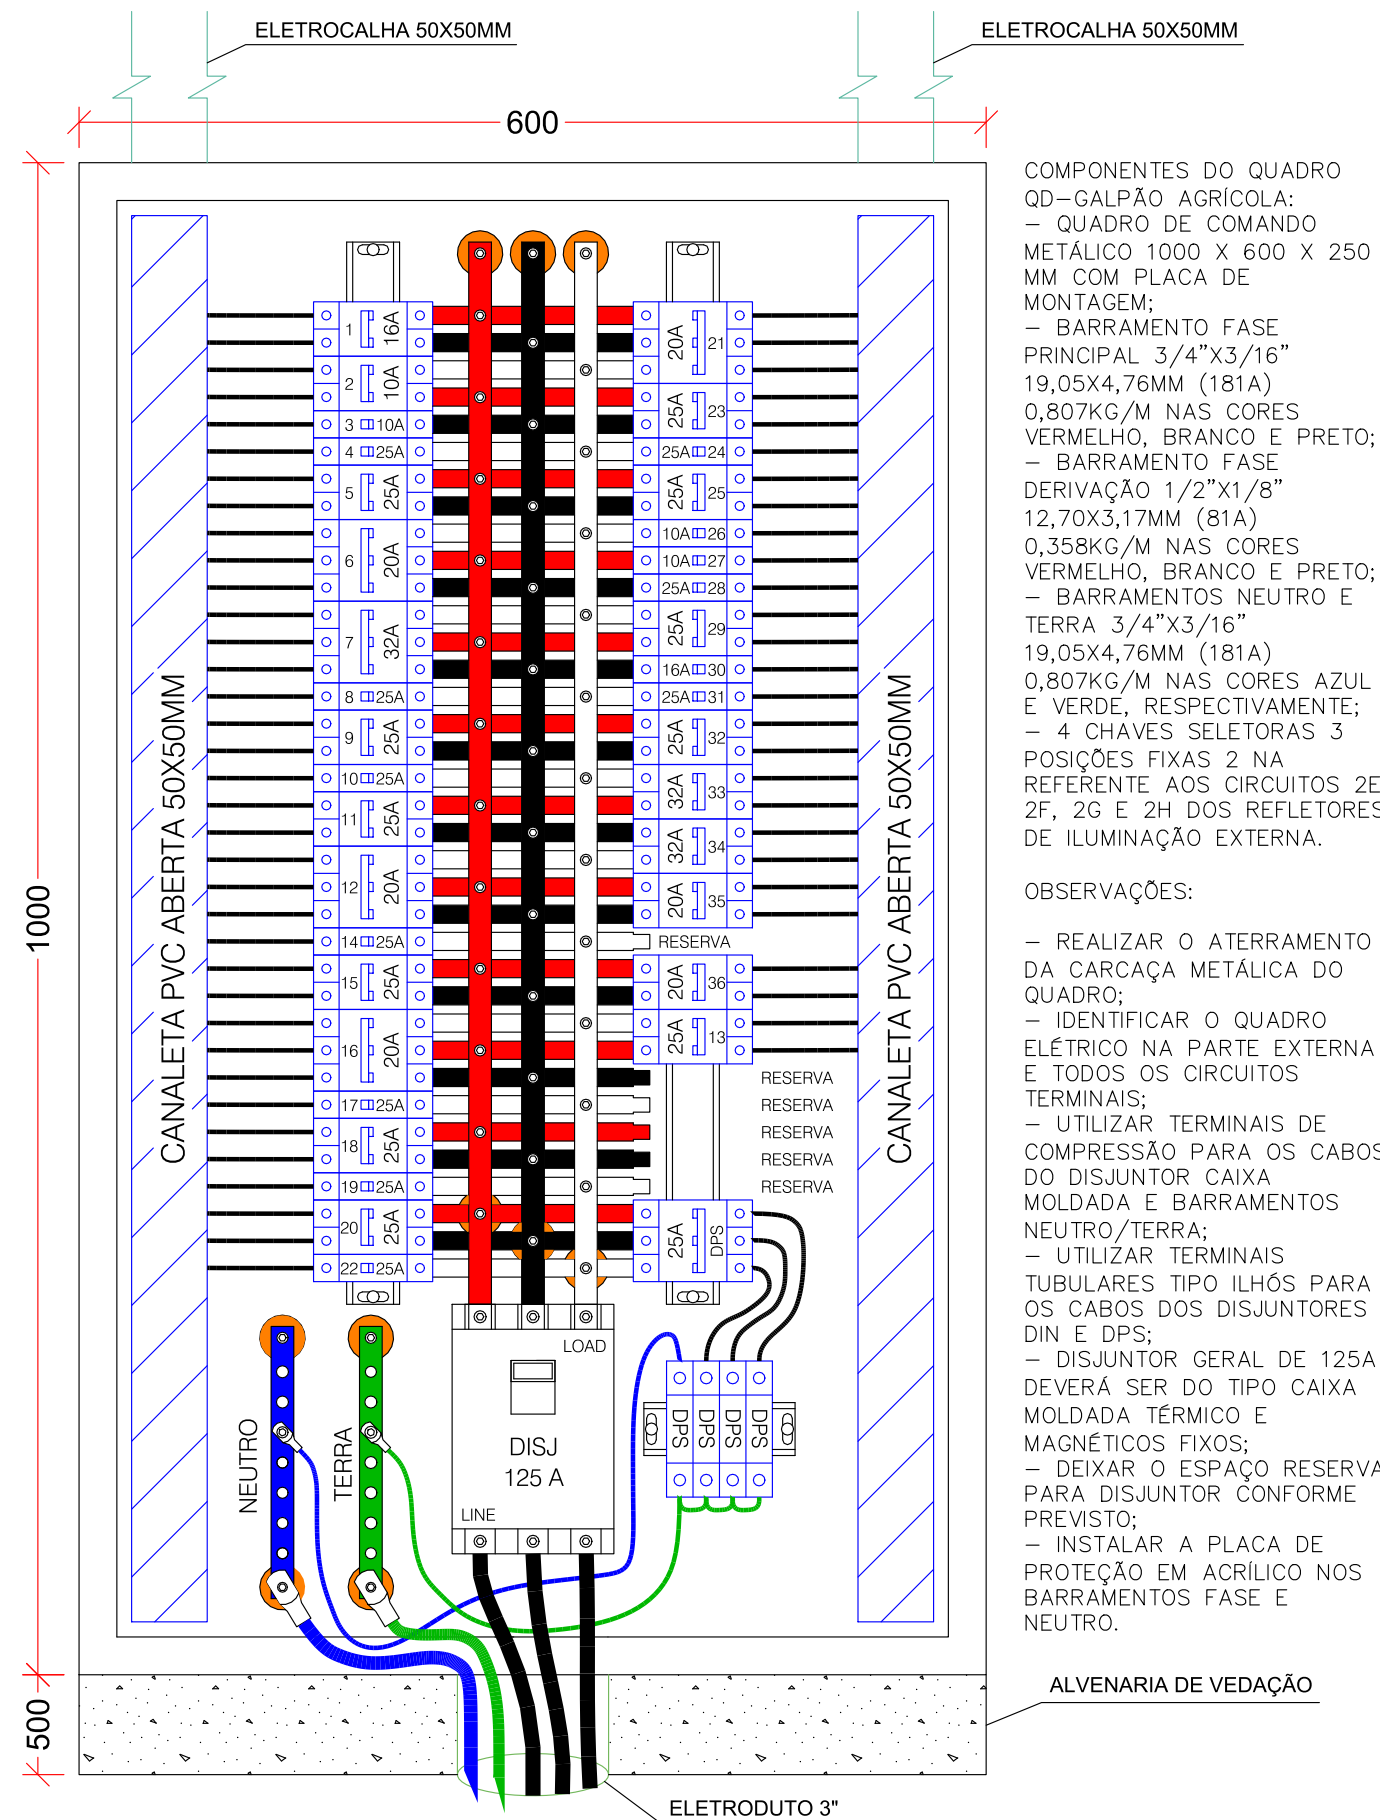 ELETROCALHA 50X50MM
ELETROCALHA 50X50MM
600
1000
500
CANALETA PVC ABERTA 50X50MM
CANALETA PVC ABERTA 50X50MM
1 16A
2 10A
3 10A
4 25A
5 25A
6 20A
7 32A
8 25A
9 25A
10 25A
11 25A
12 20A
14 25A
15 25A
16 20A
17 25A
18 25A
19 25A
20 25A
22 25A
20A 21
25A 23
25A 24
25A 25
10A 26
10A 27
25A 28
25A 29
16A 30
25A 31
25A 32
32A 33
32A 34
20A 35
RESERVA
20A 36
25A 13
RESERVA
RESERVA
RESERVA
RESERVA
RESERVA
25A DPS
NEUTRO
TERRA
LOAD
DISJ
125 A
LINE
DPS
DPS
DPS
DPS
COMPONENTES DO QUADRO
QD-GALPÃO AGRÍCOLA:
- QUADRO DE COMANDO
METÁLICO 1000 X 600 X 250
MM COM PLACA DE
MONTAGEM;
- BARRAMENTO FASE
PRINCIPAL 3/4"X3/16"
19,05X4,76MM (181A)
0,807KG/M NAS CORES
VERMELHO, BRANCO E PRETO;
- BARRAMENTO FASE
DERIVAÇÃO 1/2"X1/8"
12,70X3,17MM (81A)
0,358KG/M NAS CORES
VERMELHO, BRANCO E PRETO;
- BARRAMENTOS NEUTRO E
TERRA 3/4"X3/16"
19,05X4,76MM (181A)
0,807KG/M NAS CORES AZUL
E VERDE, RESPECTIVAMENTE;
- 4 CHAVES SELETORAS 3
POSIÇÕES FIXAS 2 NA
REFERENTE AOS CIRCUITOS 2E
2F, 2G E 2H DOS REFLETORES
DE ILUMINAÇÃO EXTERNA.
OBSERVAÇÕES:
- REALIZAR O ATERRAMENTO
DA CARCAÇA METÁLICA DO
QUADRO;
- IDENTIFICAR O QUADRO
ELÉTRICO NA PARTE EXTERNA
E TODOS OS CIRCUITOS
TERMINAIS;
- UTILIZAR TERMINAIS DE
COMPRESSÃO PARA OS CABOS
DO DISJUNTOR CAIXA
MOLDADA E BARRAMENTOS
NEUTRO/TERRA;
- UTILIZAR TERMINAIS
TUBULARES TIPO ILHÓS PARA
OS CABOS DOS DISJUNTORES
DIN E DPS;
- DISJUNTOR GERAL DE 125A
DEVERÁ SER DO TIPO CAIXA
MOLDADA TÉRMICO E
MAGNÉTICOS FIXOS;
- DEIXAR O ESPAÇO RESERVA
PARA DISJUNTOR CONFORME
PREVISTO;
- INSTALAR A PLACA DE
PROTEÇÃO EM ACRÍLICO NOS
BARRAMENTOS FASE E
NEUTRO.
ALVENARIA DE VEDAÇÃO
ELETRODUTO 3"